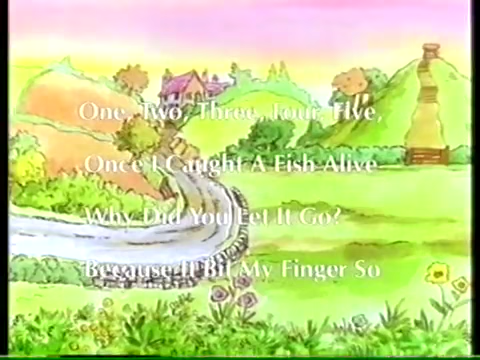 One, Two, Three, Four, Five,
Once I Caught A Fish Alive
Why Did You Let It Go?
Because It Bit My Finger So